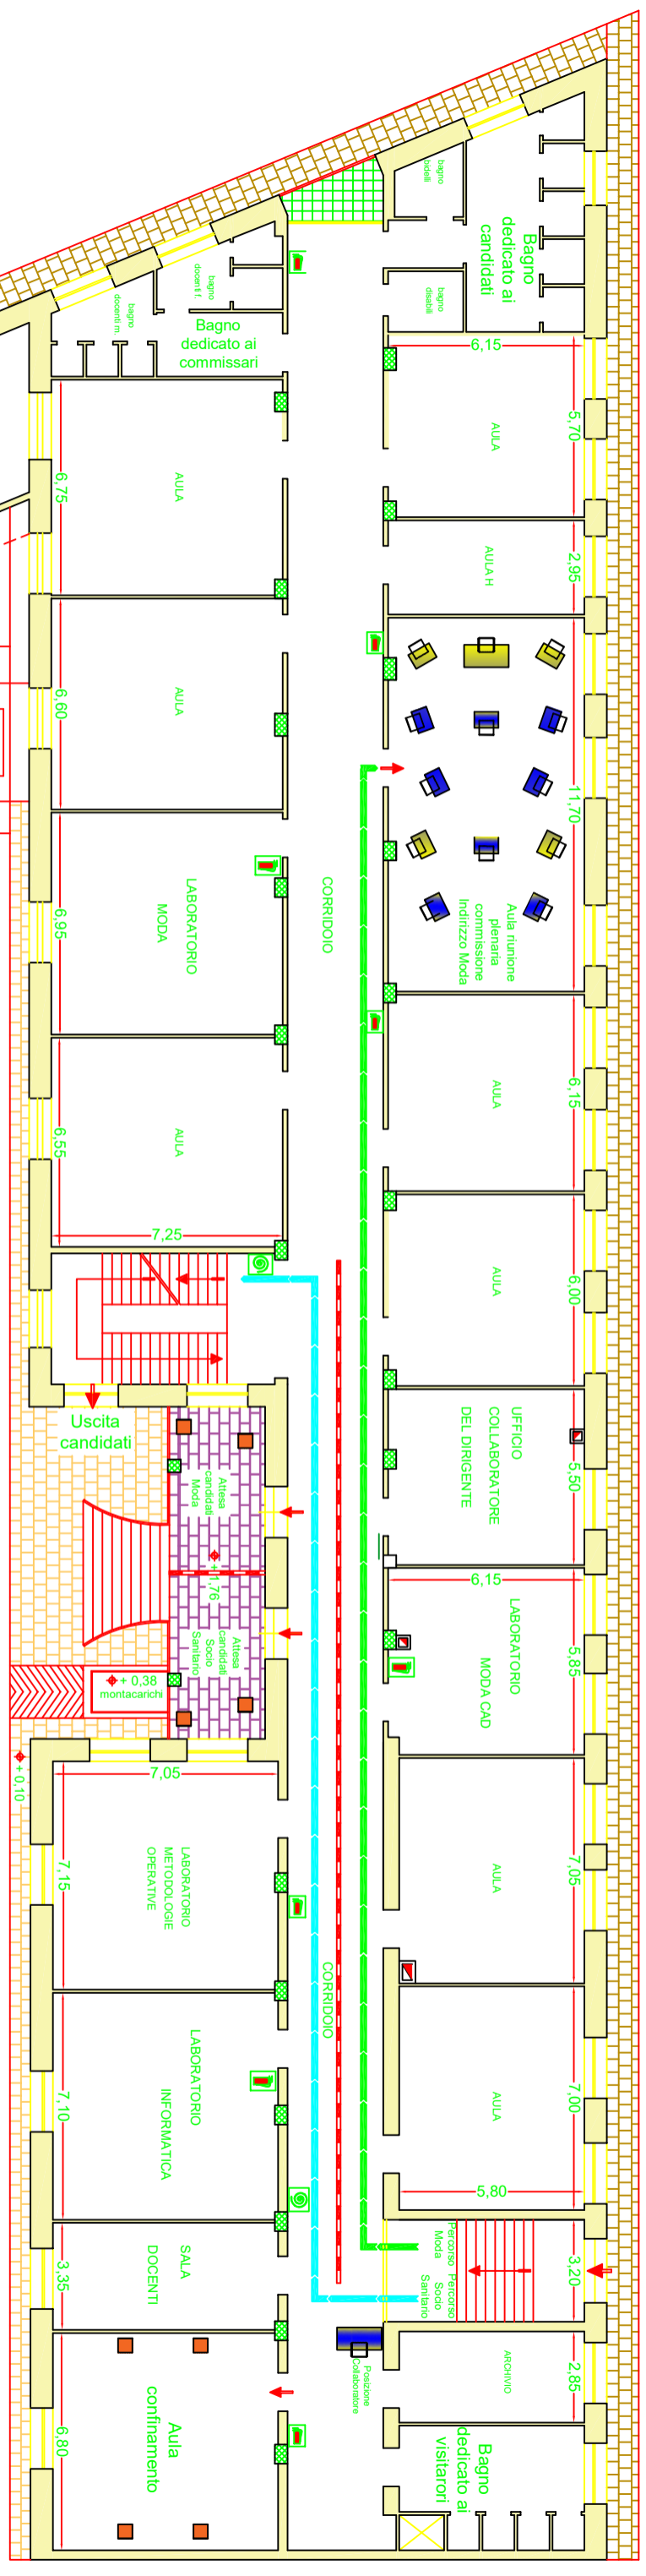 bagno
bidelli
Bagno
dedicato ai
candidati
bagno
disabili
bagno
docenti f.
bagno
docenti m.
Bagno
dedicato ai
commissari
6,15
5,70
AULA
AULA
6,75
AULA H
2,95
AULA
6,60
11,70
Aula riunione
plenaria
commissione
Indirizzo Moda
LABORATORIO
MODA
6,95
CORRIDOIO
AULA
6,15
AULA
6,55
7,25
AULA
6,00
Uscita
candidati
UFFICIO
COLLABORATORE
DEL DIRIGENTE
5,50
Attesa
candidati
Moda
+ 1,76
Attesa
candidati
Socio
Sanitario
6,15
LABORATORIO
MODA CAD
5,85
+ 0,38
montacarichi
+ 0,10
7,05
LABORATORIO
METODOLOGIE
OPERATIVE
7,15
AULA
7,05
CORRIDOIO
LABORATORIO
INFORMATICA
7,10
AULA
7,00
5,80
SALA
DOCENTI
3,35
Percorso
Moda
Percorso
Socio
Sanitario
3,20
Posizione
Collaboratore
ARCHIVIO
2,85
Aula
confinamento
6,80
Bagno
dedicato ai
visitarori